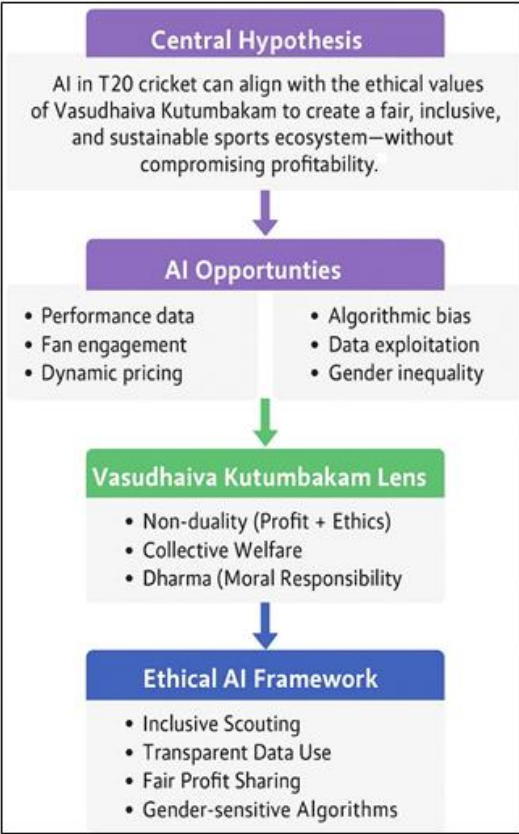 Central Hypothesis
AI in T20 cricket can align with the ethical values
of Vasudhaiva Kutumbakam to create a fair, inclusive,
and sustainable sports ecosystem—without
compromising profitability.
AI Opportunties
• Performance data
• Fan engagement
• Dynamic pricing
• Algorithmic bias
• Data exploitation
• Gender inequality
Vasudhaiva Kutumbakam Lens
• Non-duality (Profit + Ethics)
• Collective Welfare
• Dharma (Moral Responsibility
Ethical AI Framework
• Inclusive Scouting
• Transparent Data Use
• Fair Profit Sharing
• Gender-sensitive Algorithms